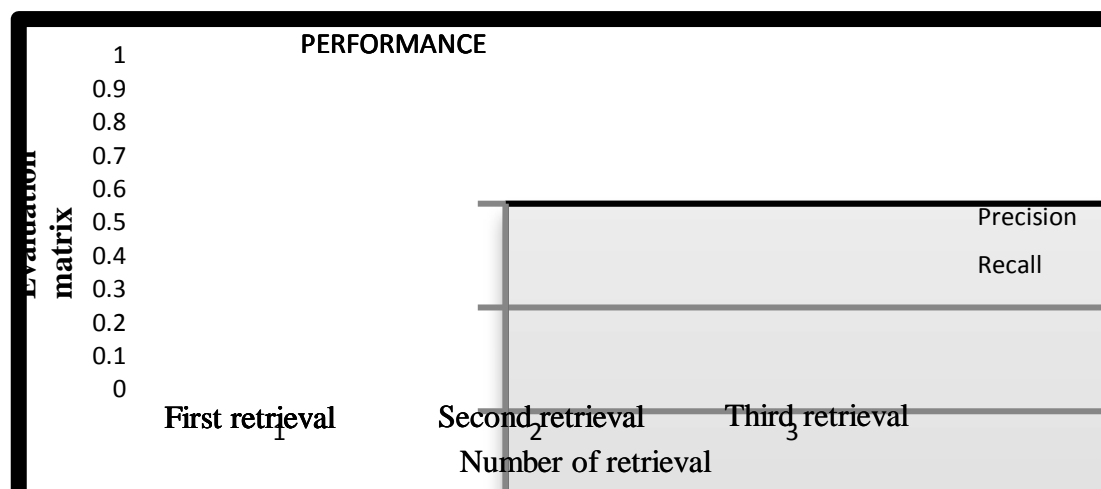 PERFORMANCE
1
0.9
0.8
0.7
0.6
0.5
0.4
0.3
0.2
0.1
0
Evaluation
matrix
Precision
Recall
First retrieval
Second retrieval
Third retrieval
1
2
3
Number of retrieval